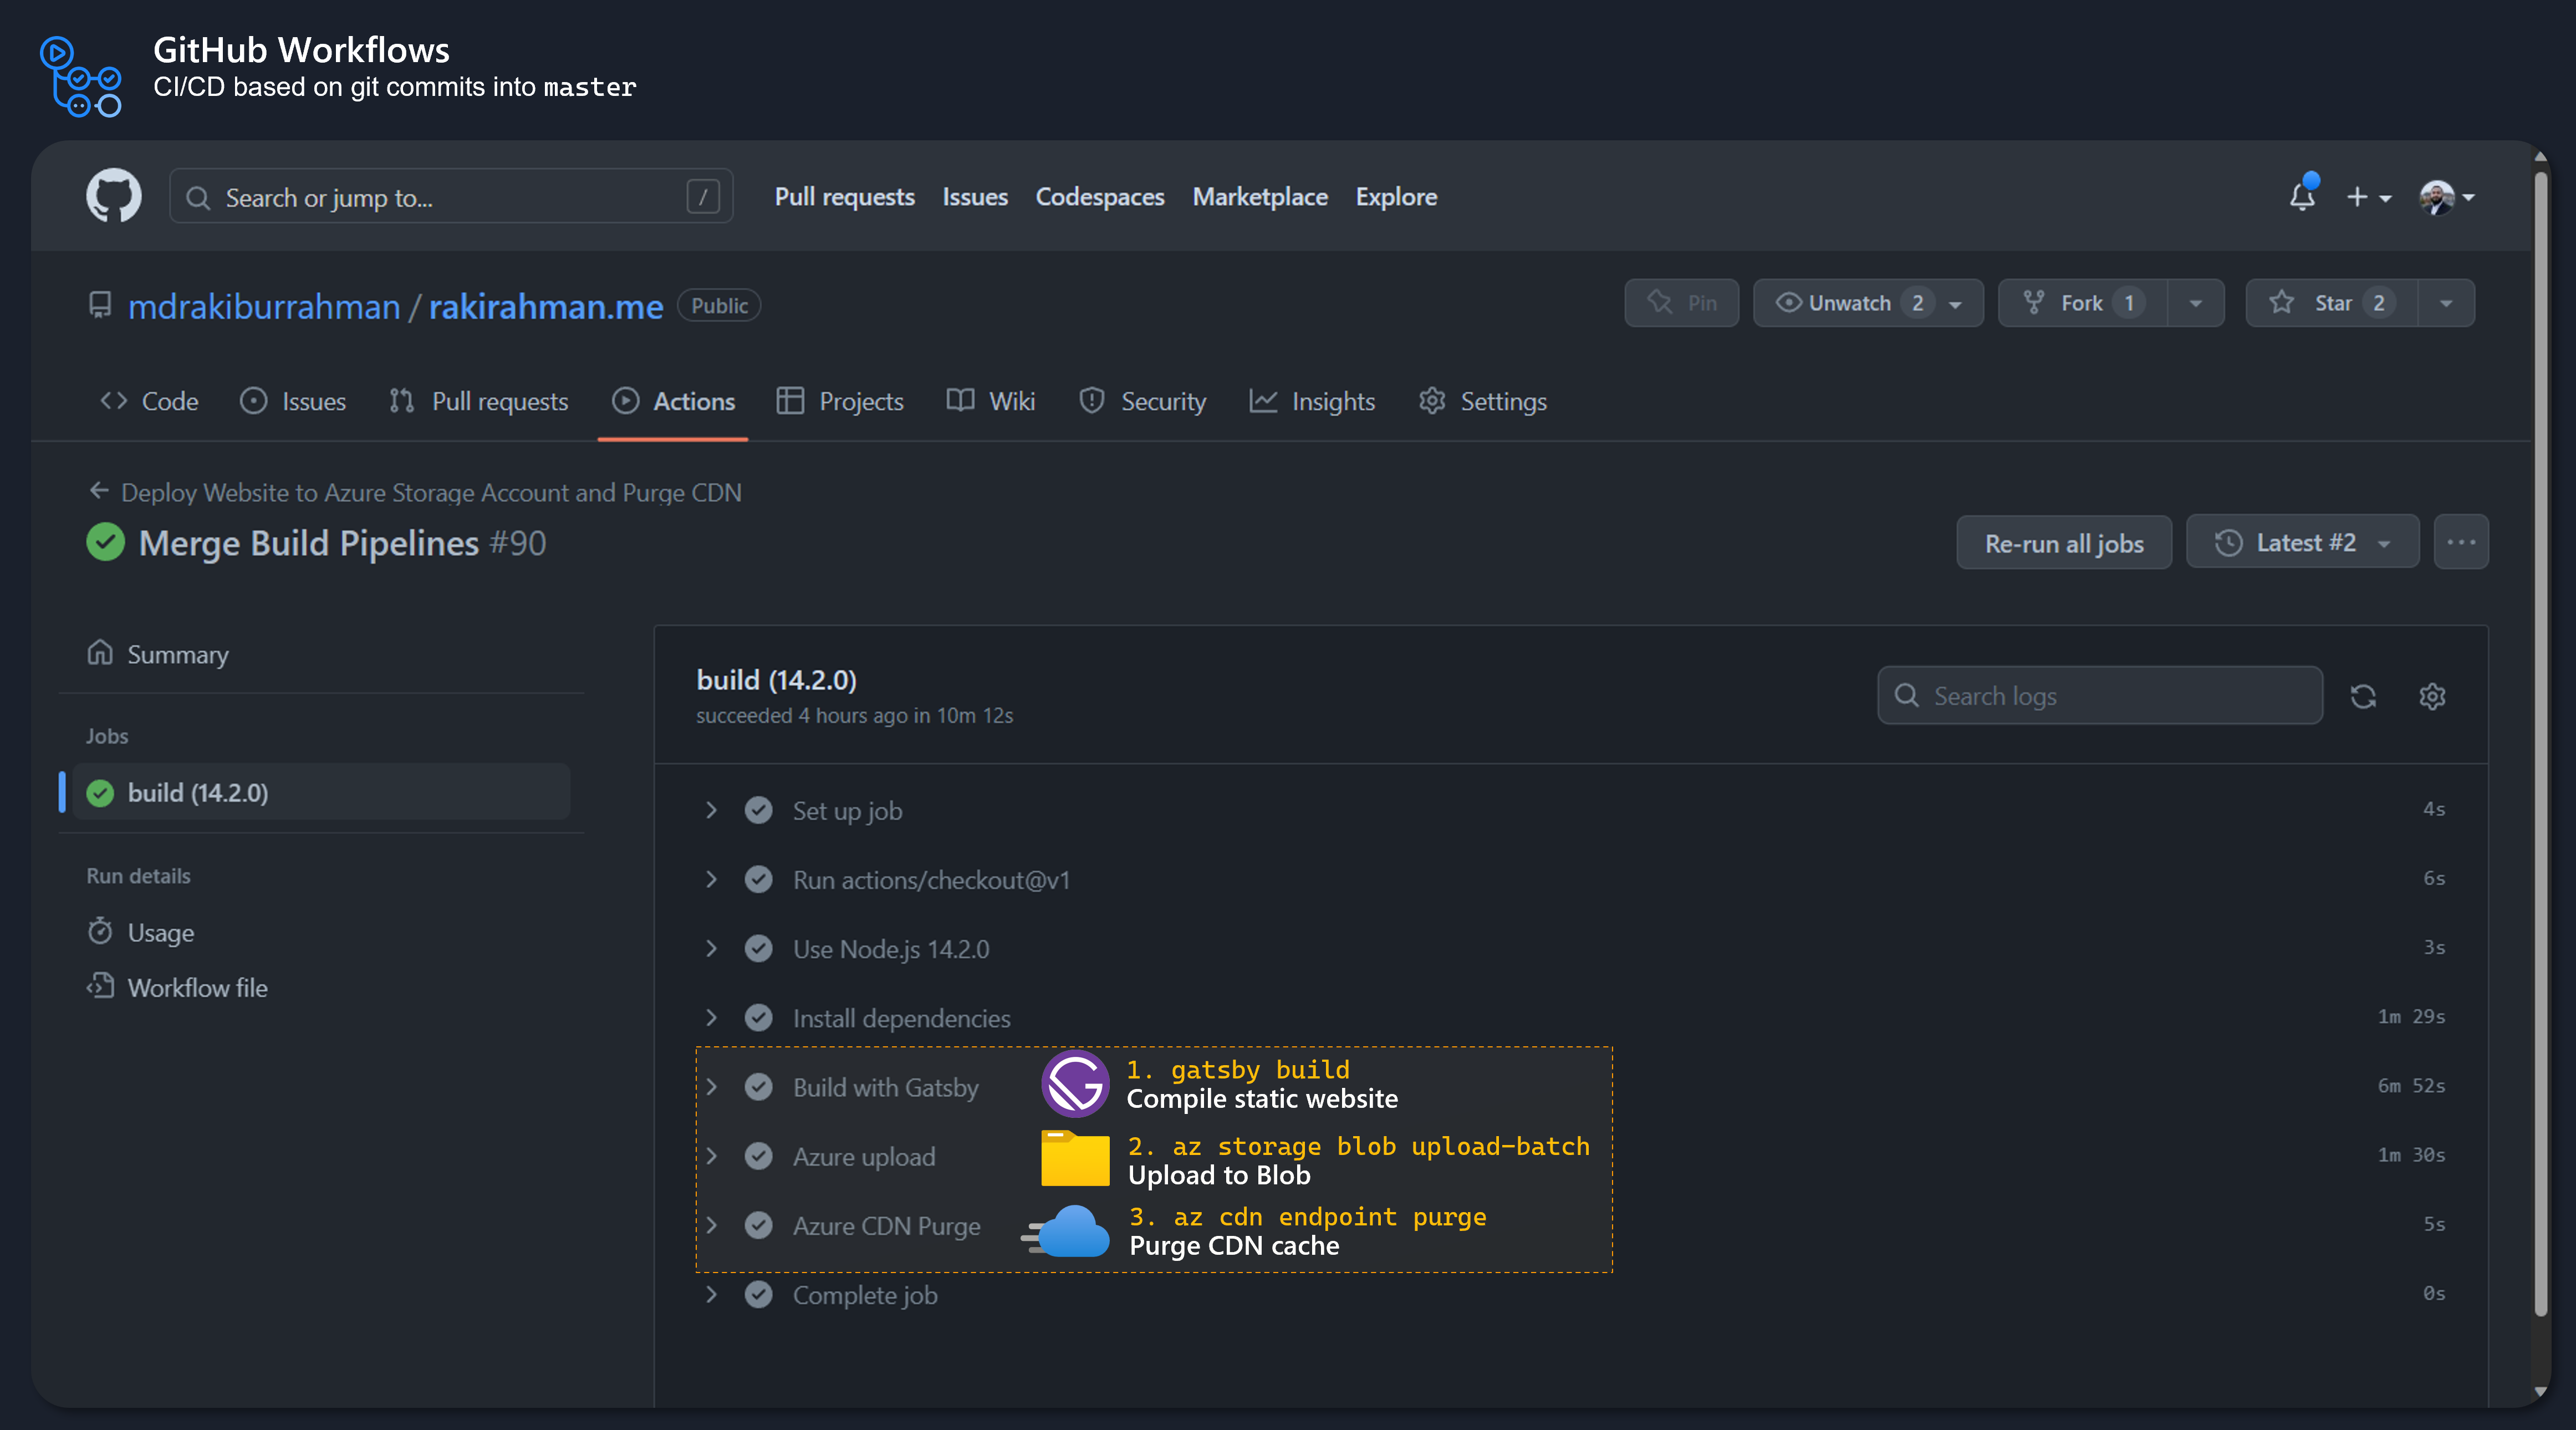 GitHub Workflows
CI/CD based on git commits into master
Search or jump to...
/
Pull requests
Issues
Codespaces
Marketplace
Explore
mdrakiburrahman / rakirahman.me
Public
Pin
Unwatch 2
Fork 1
Star 2
Code
Issues
Pull requests
Actions
Projects
Wiki
Security
Insights
Settings
Deploy Website to Azure Storage Account and Purge CDN
Merge Build Pipelines #90
Re-run all jobs
Latest #2
Summary
Jobs
build (14.2.0)
Run details
Usage
Workflow file
build (14.2.0)
succeeded 4 hours ago in 10m 12s
Search logs
Set up job
4s
Run actions/checkout@v1
6s
Use Node.js 14.2.0
3s
Install dependencies
1m 29s
Build with Gatsby
1. gatsby build
Compile static website
6m 52s
Azure upload
2. az storage blob upload-batch
Upload to Blob
1m 30s
Azure CDN Purge
3. az cdn endpoint purge
Purge CDN cache
5s
Complete job
0s